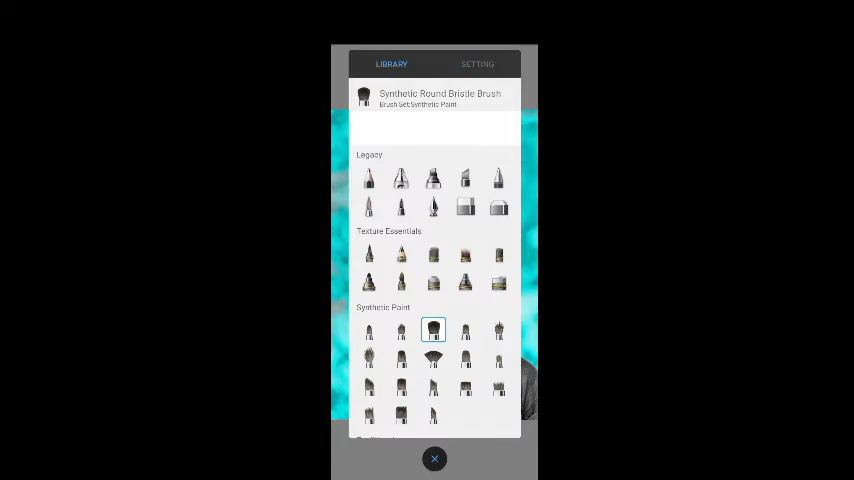 LIBRARY SETTING
Synthetic Round Bristle Brush
Brush Set:Synthetic Paint
Legacy
Texture Essentials
Synthetic Paint